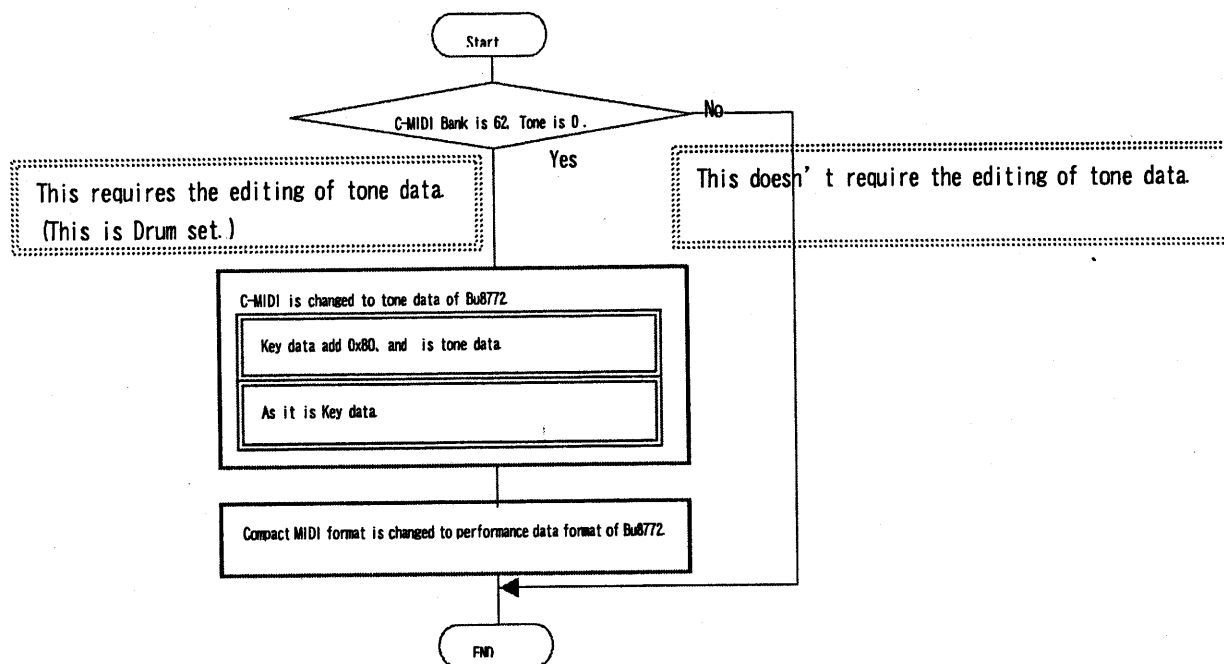 Start
C-MIDI Bank is 62. Tone is 0.
No
Yes
This requires the editing of tone data.
(This is Drum set.)
This doesn't require the editing of tone data.
C-MIDI is changed to tone data of Bu8772.
Key data add 0x80, and is tone data
As it is Key data
Compact MIDI format is changed to performance data format of Bu8772.
END